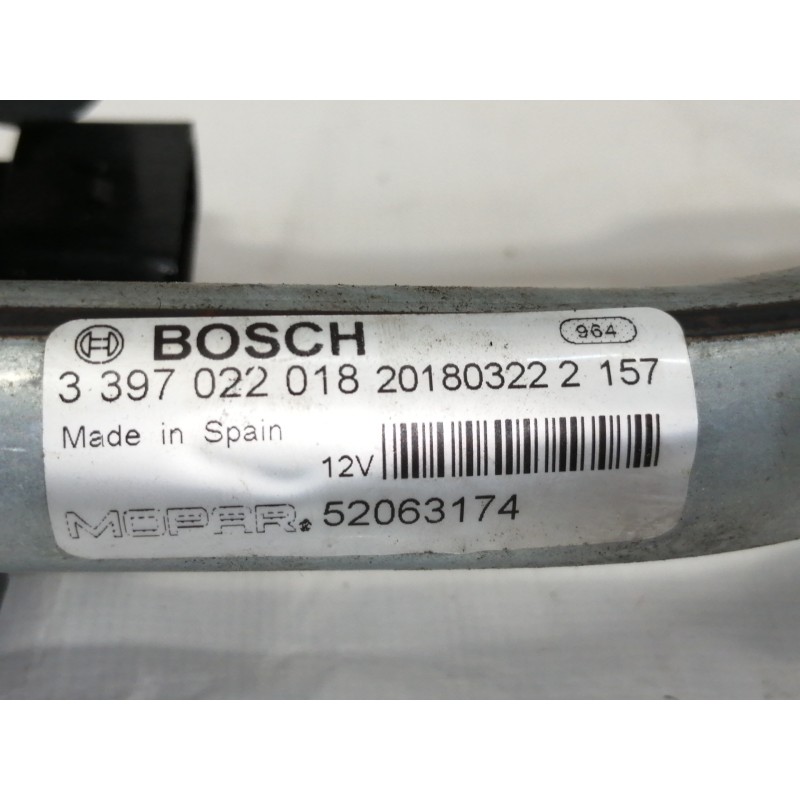 BOSCH 964
3 397 022 018 20180322 2 157
Made in Spain
12V
MOPAR. 52063174